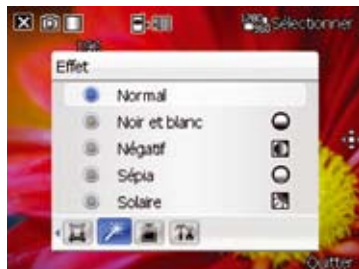 Sélectionner
Effet
Normal
Noir et blanc
Négatif
Sépia
Solaire
Quitter